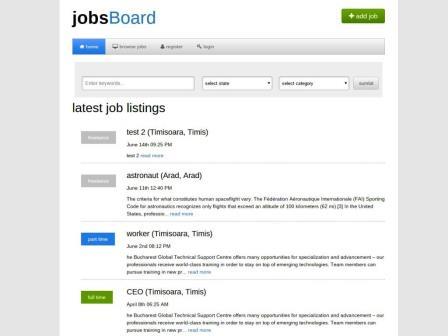 jobsBoard
add job
home
browse jobs
register
login
Enter keywords...
select state
select category
sumbit
latest job listings
freelance
test 2 (Timisoara, Timis)
June 14th 09:25 PM
test 2 read more
freelance
astronaut (Arad, Arad)
June 11th 12:40 PM
The criteria for what constitutes human spaceflight vary. The Fédération Aéronautique Internationale (FAI) Sporting
Code for astronautics recognizes only flights that exceed an altitude of 100 kilometers (62 mi).[3] In the United
States, professio... read more
part time
worker (Timisoara, Timis)
June 2nd 08:12 PM
he Bucharest Global Technical Support Centre offers many opportunities for specialization and advancement – our
professionals receive world-class training in order to stay on top of emerging technologies. Team members can
pursue training in new pr... read more
full time
CEO (Timisoara, Timis)
April 8th 06:25 AM
he Bucharest Global Technical Support Centre offers many opportunities for specialization and advancement – our
professionals receive world-class training in order to stay on top of emerging technologies. Team members can